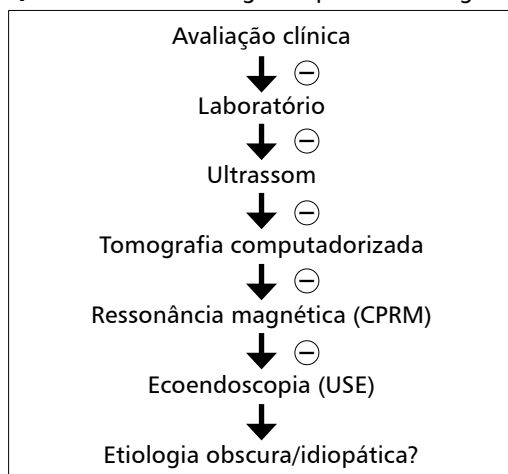 Avaliação clínica
−
Laboratório
−
Ultrassom
−
Tomografia computadorizada
−
Ressonância magnética (CPRM)
−
Ecoendoscopia (USE)
Etiologia obscura/idiopática?